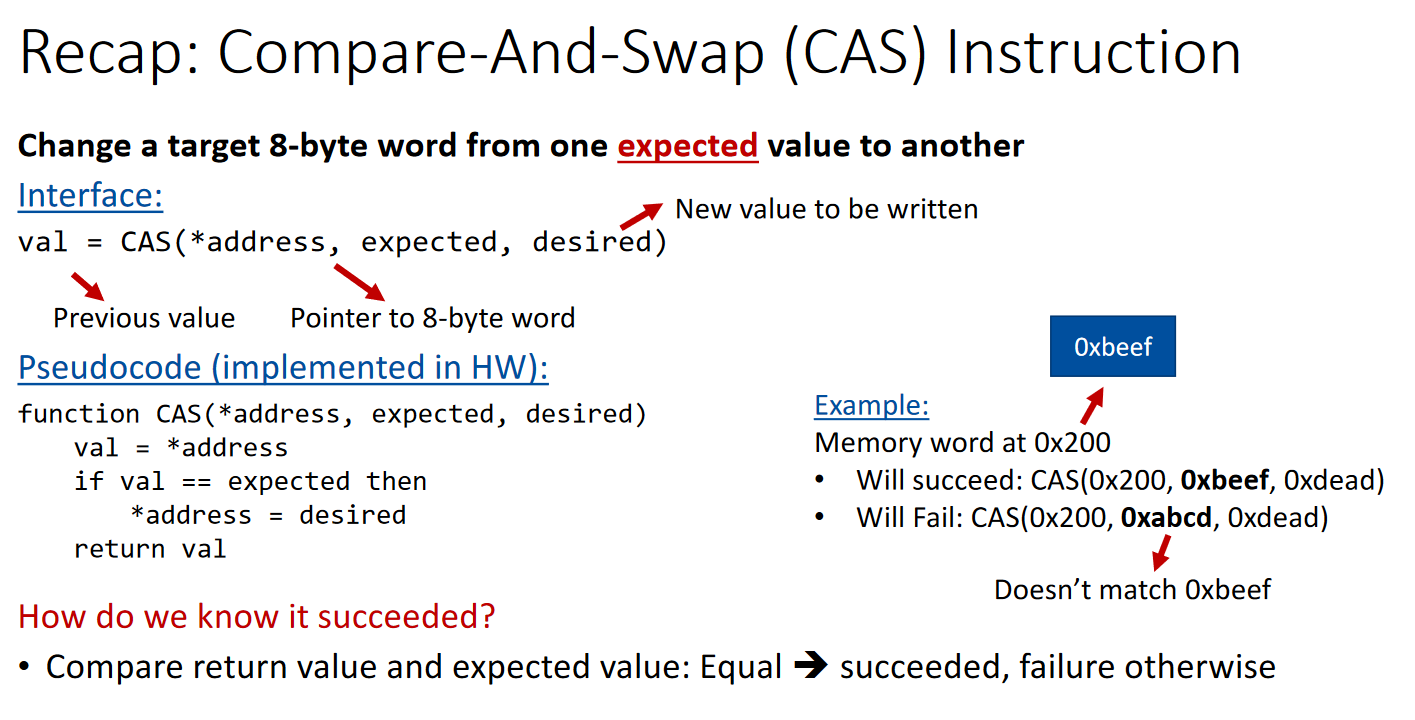 Recap: Compare-And-Swap (CAS) Instruction
Change a target 8-byte word from one expected value to another
Interface:
New value to be written
val = CAS(*address, expected, desired)
Previous value
Pointer to 8-byte word
Pseudocode (implemented in HW):
function CAS(*address, expected, desired)
val = *address
if val == expected then
*address = desired
return val
0xbeef
Example:
Memory word at 0x200
• Will succeed: CAS(0x200, 0xbeef, 0xdead)
• Will Fail: CAS(0x200, 0xabcd, 0xdead)
Doesn’t match 0xbeef
How do we know it succeeded?
• Compare return value and expected value: Equal ➔ succeeded, failure otherwise